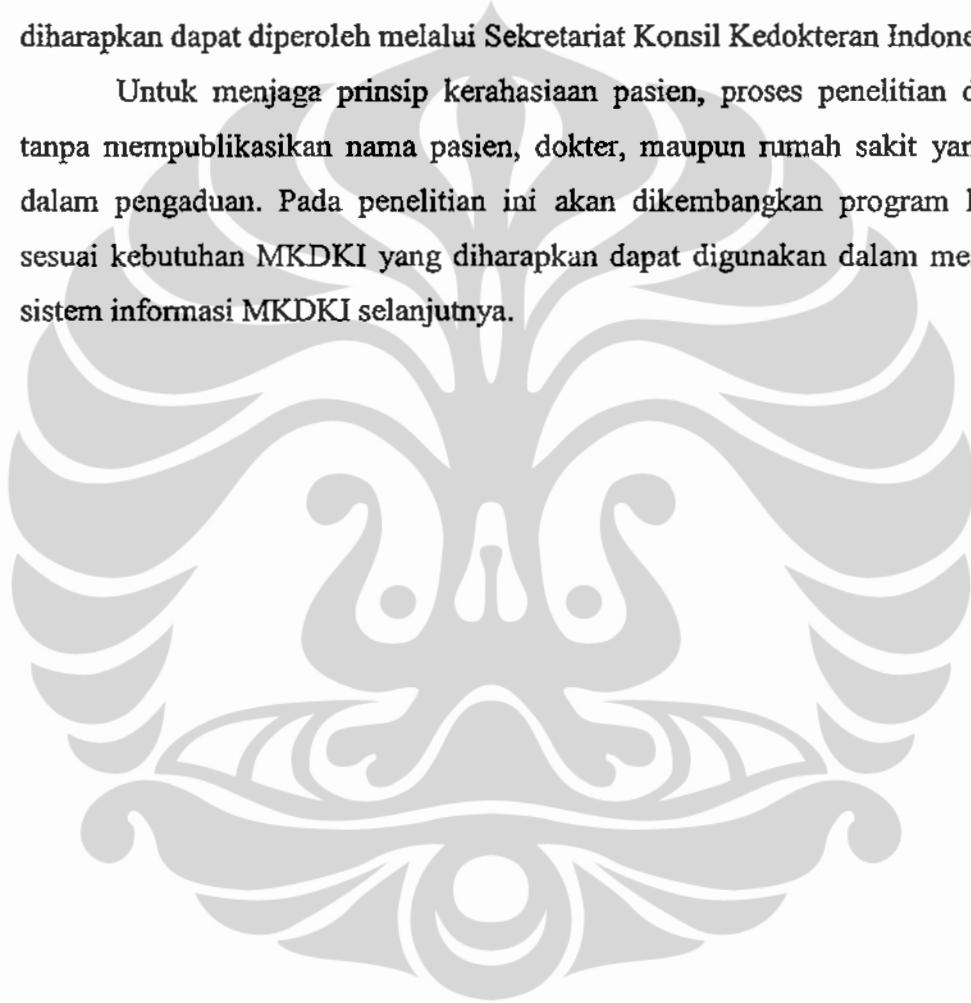 diharapkan dapat diperoleh melalui Sekretariat Konsil Kedokteran Indone
Untuk menjaga prinsip kerahasiaan pasien, proses penelitian d
tanpa mempublikasikan nama pasien, dokter, maupun rumah sakit yan
dalam pengaduan. Pada penelitian ini akan dikembangkan program
sesuai kebutuhan MKDKI yang diharapkan dapat digunakan dalam me
sistem informasi MKDKI selanjutnya.